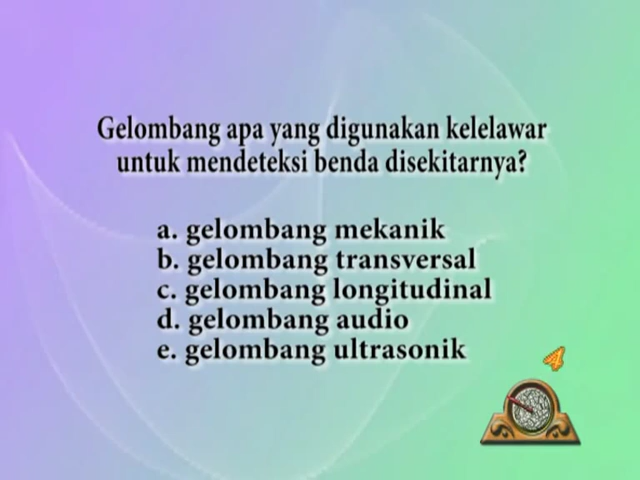 Gelombang apa yang digunakan kelelawar
untuk mendeteksi benda disekitarnya?
a. gelombang mekanik
b. gelombang transversal
c. gelombang longitudinal
d. gelombang audio
e. gelombang ultrasonik
4